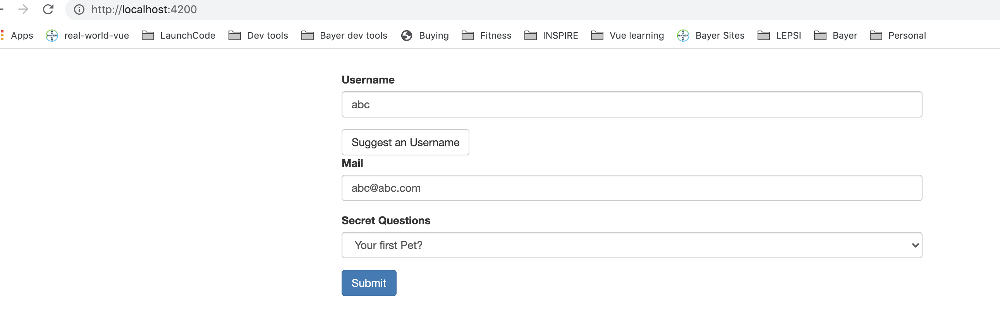 http://localhost:4200
Apps real-world-vue LaunchCode Dev tools Bayer dev tools Buying Fitness INSPIRE Vue learning Bayer Sites LEPSI Bayer Personal
Username
abc
Suggest an Username
Mail
abc@abc.com
Secret Questions
Your first Pet?
Submit